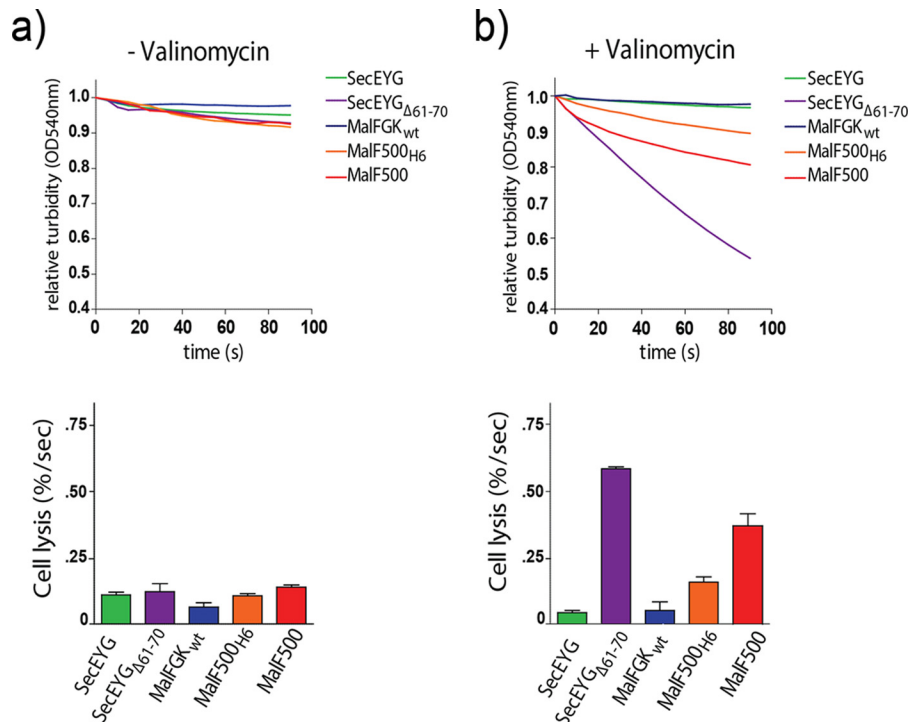 a)
- Valinomycin
relative turbidity (OD540nm)
1.0
0.9
0.8
0.7
0.6
0.5
0.4
0 20 40 60 80 100
time (s)
SecEYG
SecEYGΔ61-70
MalFGKwt
MalF500H6
MalF500
b)
+ Valinomycin
relative turbidity (OD540nm)
1.0
0.9
0.8
0.7
0.6
0.5
0.4
0 20 40 60 80 100
time (s)
SecEYG
SecEYGΔ61-70
MalFGKwt
MalF500H6
MalF500
Cell lysis (%/sec)
.75
.50
.25
0
SecEYG
SecEYGΔ61-70
MalFGKwt
MalF500H6
MalF500
Cell lysis (%/sec)
.75
.50
.25
0
SecEYG
SecEYGΔ61-70
MalFGKwt
MalF500H6
MalF500